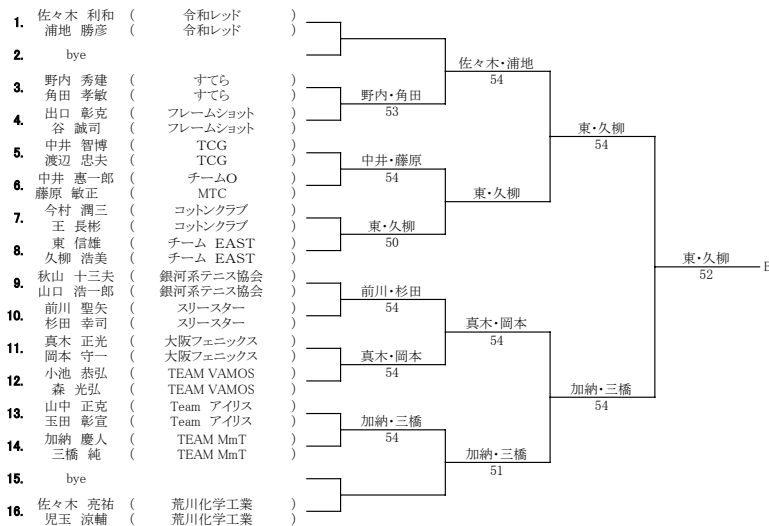 1. 佐々木 利和 ( 令和レッド )
浦地 勝彦 ( 令和レッド )
2. bye
3. 野内 秀建 ( すてら )
角田 孝敏 ( すてら )
4. 出口 彰克 ( フレームショット )
谷 誠司 ( フレームショット )
5. 中井 智博 ( TCG )
渡辺 忠夫 ( TCG )
6. 中井 惠一郎 ( チームO )
藤原 敏正 ( MTC )
7. 今村 潤三 ( コットンクラブ )
王 長彬 ( コットンクラブ )
8. 東 信雄 ( チーム EAST )
久柳 浩美 ( チーム EAST )
9. 秋山 十三夫 ( 銀河系テニス協会 )
山口 浩一郎 ( 銀河系テニス協会 )
10. 前川 聖矢 ( スリースター )
杉田 幸司 ( スリースター )
11. 真木 正光 ( 大阪フェニックス )
岡本 守一 ( 大阪フェニックス )
12. 小池 恭弘 ( TEAM VAMOS )
森 光弘 ( TEAM VAMOS )
13. 山中 正克 ( Team アイリス )
玉田 彰宣 ( Team アイリス )
14. 加納 慶人 ( TEAM MmT )
三橋 純 ( TEAM MmT )
15. bye
16. 佐々木 亮祐 ( 荒川化学工業 )
児玉 涼輔 ( 荒川化学工業 )
野内・角田
53
中井・藤原
54
東・久柳
50
前川・杉田
54
真木・岡本
54
加納・三橋
54
佐々木・浦地
54
東・久柳
真木・岡本
54
加納・三橋
51
東・久柳
54
加納・三橋
54
東・久柳
52